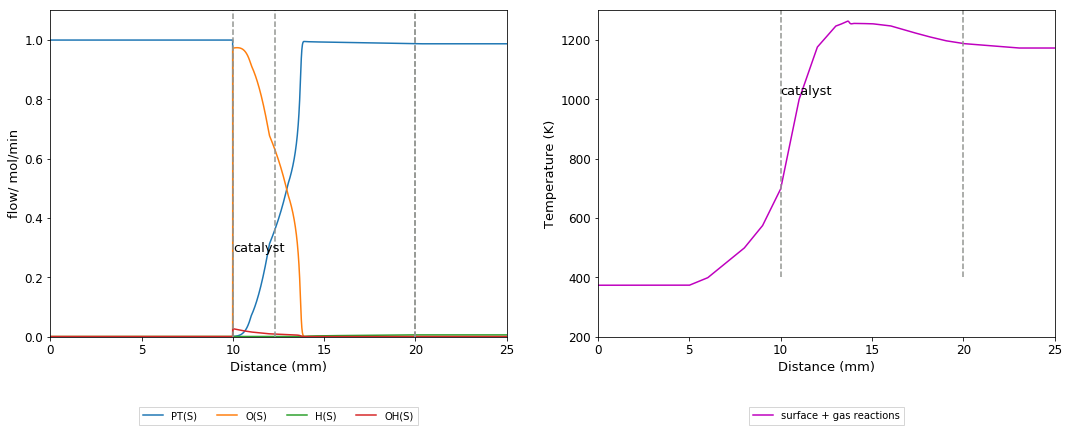 flow/ mol/min
1.0
0.8
0.6
0.4
0.2
0.0
catalyst
0 5 10 15 20 25
Distance (mm)
PT(S) O(S) H(S) OH(S)
Temperature (K)
1200
1000
800
600
400
200
catalyst
0 5 10 15 20 25
Distance (mm)
surface + gas reactions